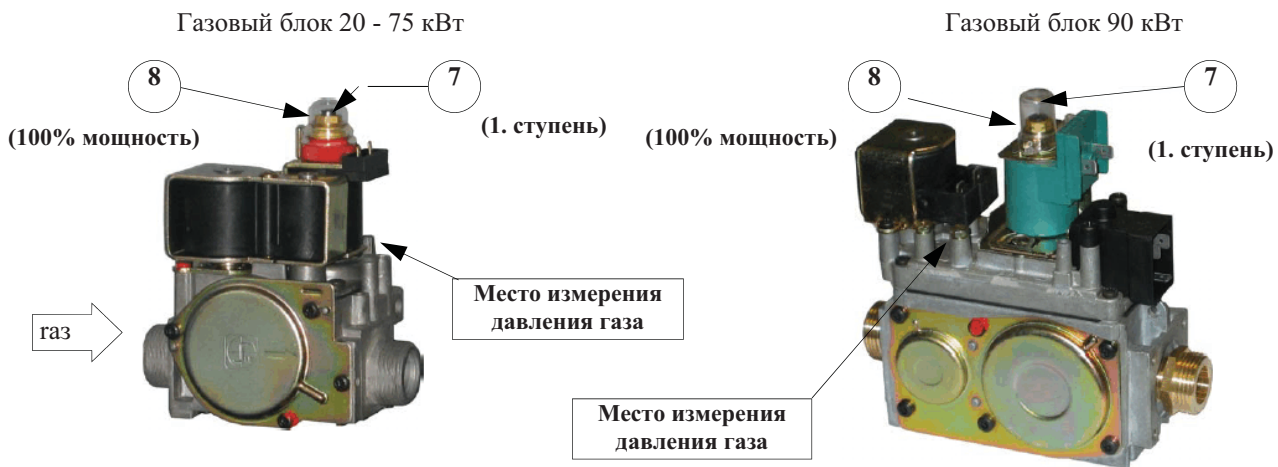 Газовый блок 20 - 75 кВт
Газовый блок 90 кВт
8
7
8
7
(100% мощность)
(1. ступень)
(100% мощность)
(1. ступень)
Место измерения
давления газа
газ
Место измерения
давления газа